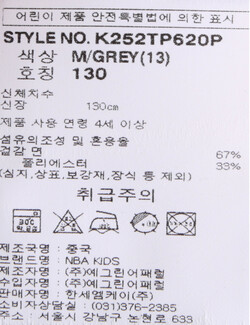 어린이 제품 안전특별법에 의한 표시
STYLE NO. K252TP620P
색상 M/GREY(13)
호칭 130
신체치수
신장 130cm
제품 사용 연령 4세 이상
섬유의조성 및 혼용율
겉감 면 67%
폴리에스터 33%
(심지,상표,보강재,장식 등 제외)
취급주의
제조국명 : 중국
브랜드명 : NBA KIDS
제조자명 : (주)예그린어패럴
수입자명 : (주)예그린어패럴
판매자명 : 한세엠케이(주)
소비자상담실 : (031)376-2385
주소 : 서울시 강남구 논현로 633